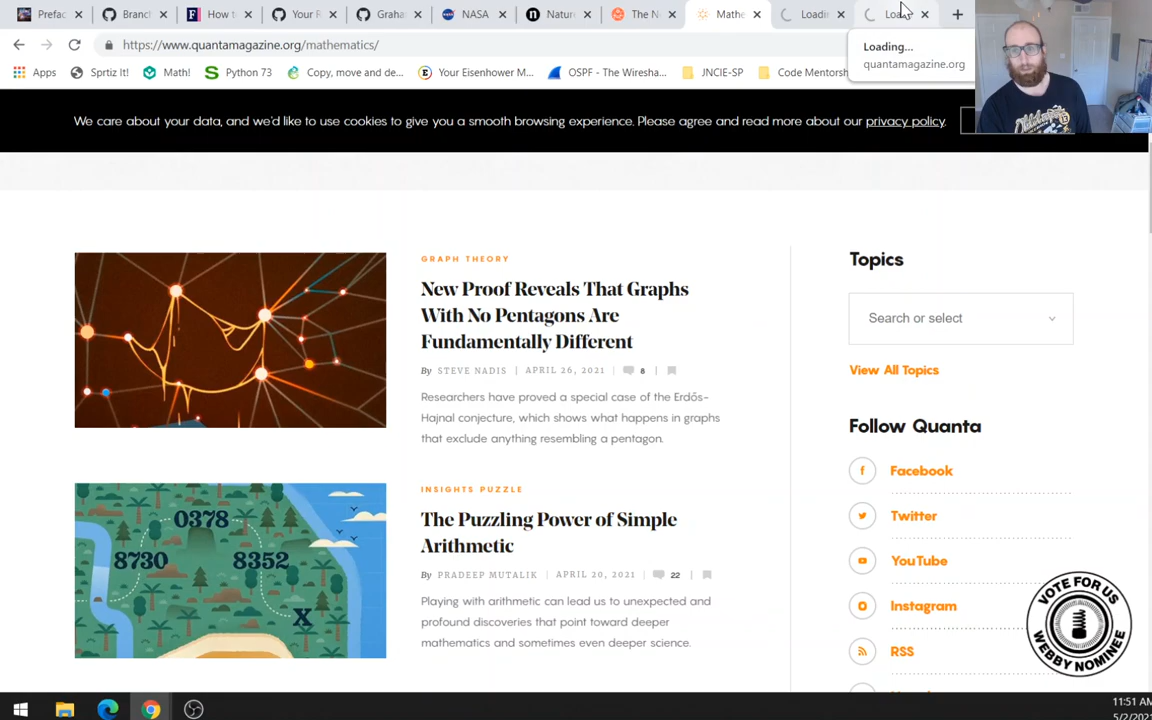 Prefac
Branch
How t
Your R
Graha
NASA
Nature
The N
Mathe
Loadin
Loa
https://www.quantamagazine.org/mathematics/
Loading...
quantamagazine.org
Apps
Sprtiz It!
Math!
Python 73
Copy, move and de...
Your Eisenhower M...
OSPF - The Wiresha...
JNCIE-SP
Code Mentorsh
We care about your data, and we'd like to use cookies to give you a smooth browsing experience. Please agree and read more about our privacy policy.
GRAPH THEORY
New Proof Reveals That Graphs
With No Pentagons Are
Fundamentally Different
By STEVE NADIS | APRIL 26, 2021 | 8 |
Researchers have proved a special case of the Erdős-
Hajnal conjecture, which shows what happens in graphs
that exclude anything resembling a pentagon.
0378
8730
8352
X
INSIGHTS PUZZLE
The Puzzling Power of Simple
Arithmetic
By PRADEEP MUTALIK | APRIL 20, 2021 | 22 |
Playing with arithmetic can lead us to unexpected and
profound discoveries that point toward deeper
mathematics and sometimes even deeper science.
Topics
Search or select
View All Topics
Follow Quanta
Facebook
Twitter
YouTube
Instagram
RSS
VOTE FOR US
WEBBY NOMINEE
11:51 AM
5/2/202